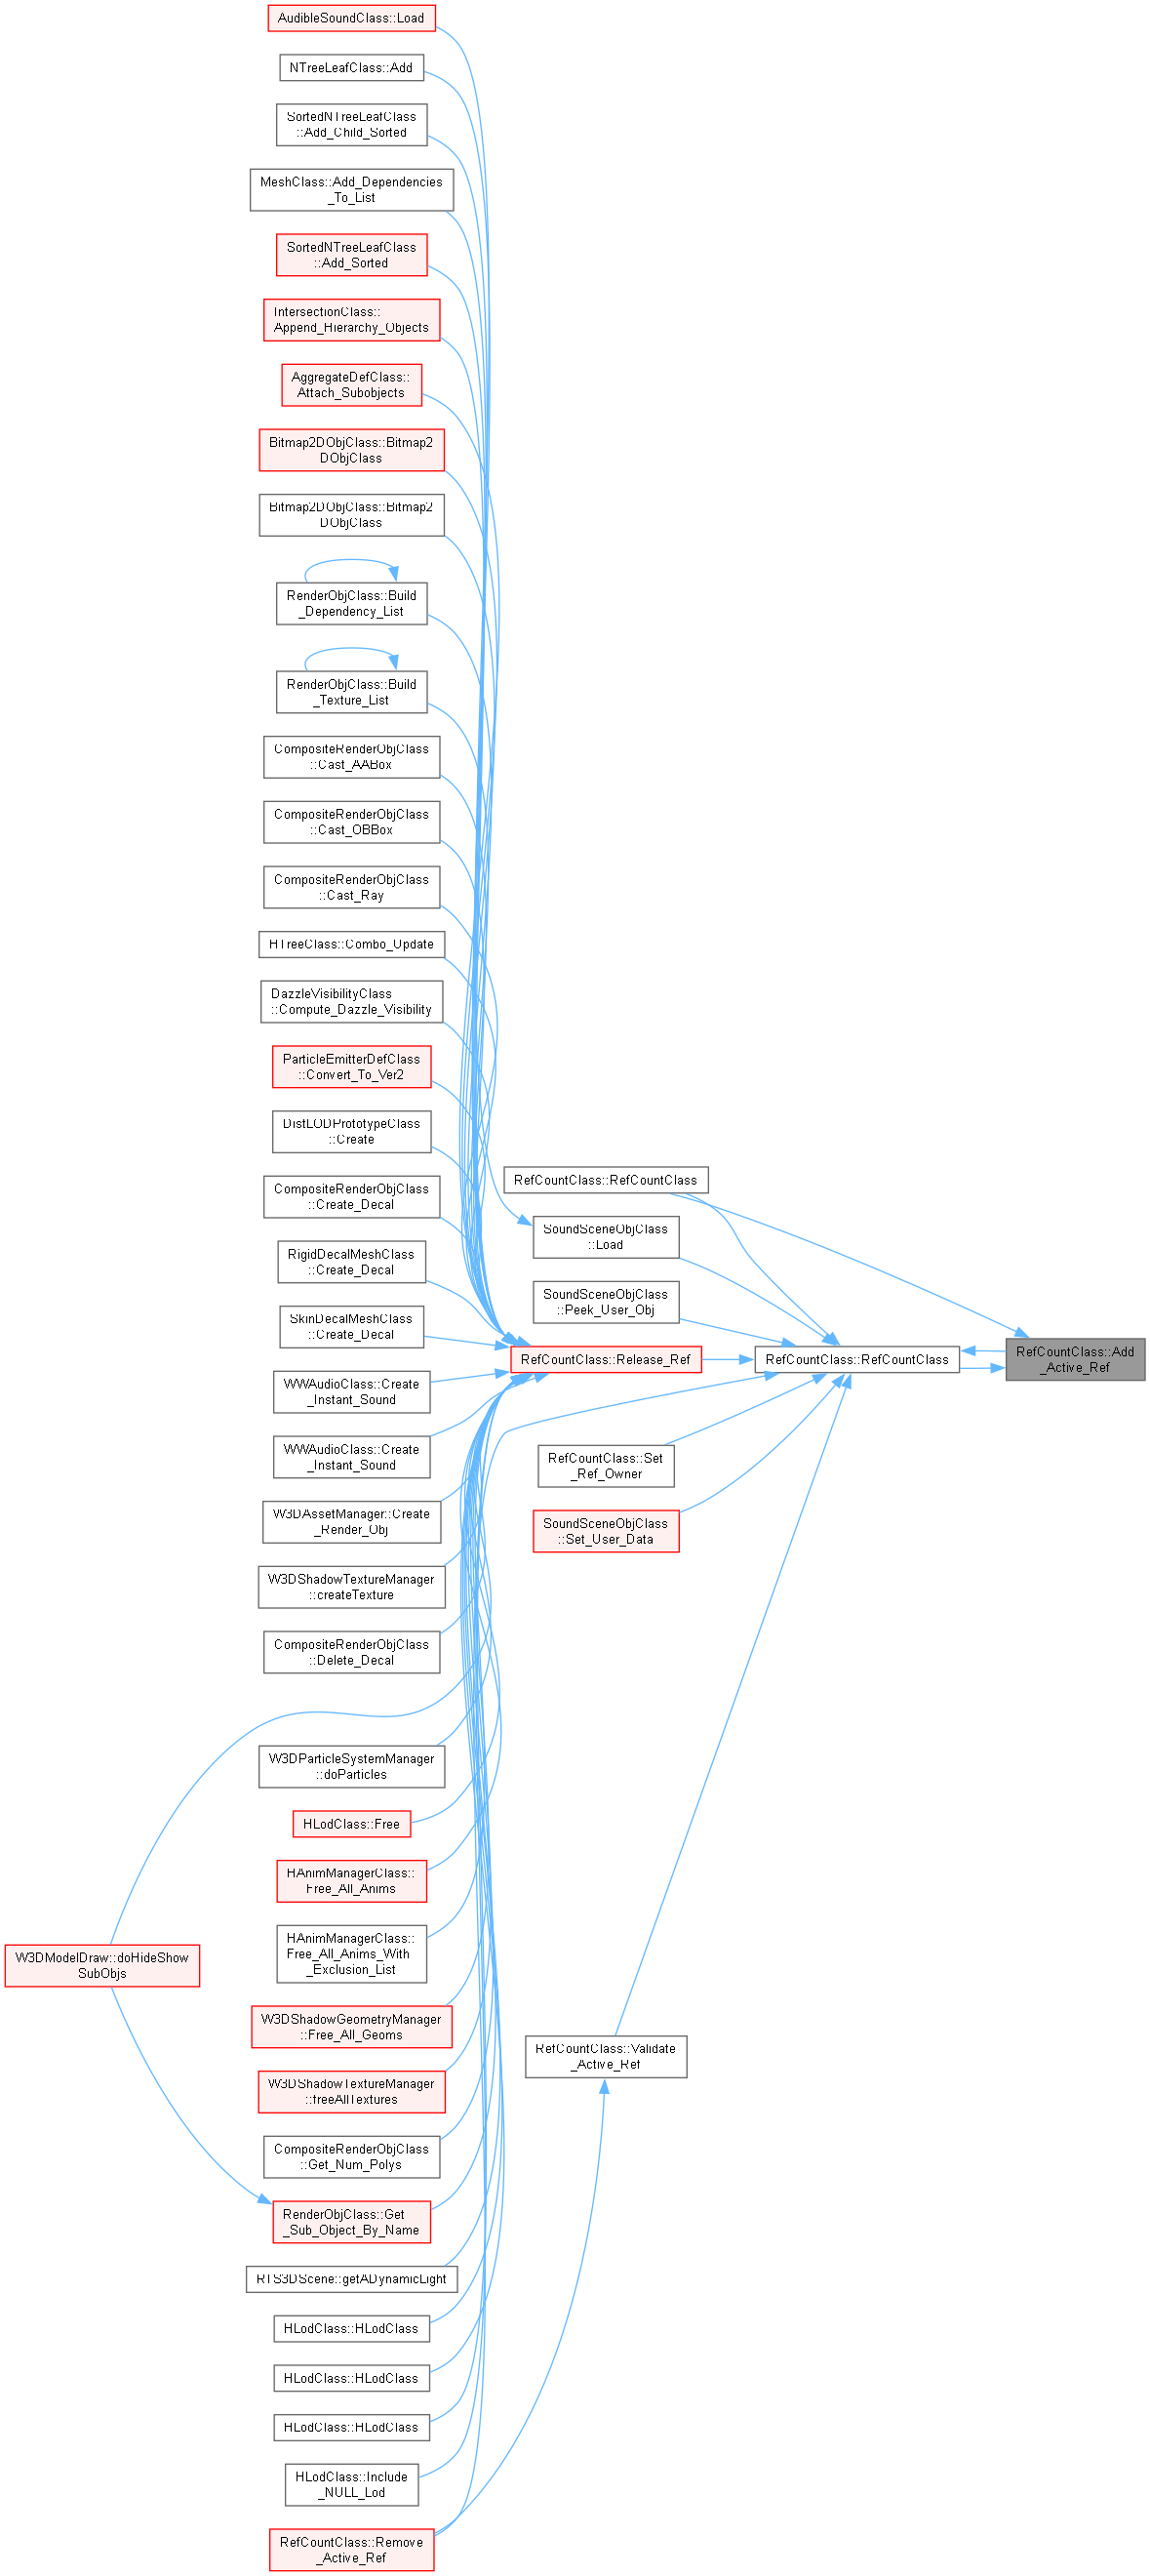 AudibleSoundClass::Load
NTreeLeafClass::Add
SortedNTreeLeafClass
::Add_Child_Sorted
MeshClass::Add_Dependencies
_To_List
SortedNTreeLeafClass
::Add_Sorted
IntersectionClass::
Append_Hierarchy_Objects
AggregateDefClass::
Attach_Subobjects
Bitmap2DObjClass::Bitmap2
DObjClass
Bitmap2DObjClass::Bitmap2
DObjClass
RenderObjClass::Build
_Dependency_List
RenderObjClass::Build
_Texture_List
CompositeRenderObjClass
::Cast_AABox
CompositeRenderObjClass
::Cast_OBBox
CompositeRenderObjClass
::Cast_Ray
HTreeClass::Combo_Update
DazzleVisibilityClass
::Compute_Dazzle_Visibility
ParticleEmitterDefClass
::Convert_To_Ver2
DistLODPrototypeClass
::Create
CompositeRenderObjClass
::Create_Decal
RigidDecalMeshClass
::Create_Decal
SkinDecalMeshClass
::Create_Decal
WWAudioClass::Create
_Instant_Sound
WWAudioClass::Create
_Instant_Sound
W3DAssetManager::Create
_Render_Obj
W3DShadowTextureManager
::createTexture
CompositeRenderObjClass
::Delete_Decal
W3DParticleSystemManager
::doParticles
HLodClass::Free
HAnimManagerClass::
Free_All_Anims
HAnimManagerClass::
Free_All_Anims_With
_Exclusion_List
W3DModelDraw::doHideShow
SubObjs
W3DShadowGeometryManager
::Free_All_Geoms
W3DShadowTextureManager
::freeAllTextures
CompositeRenderObjClass
::Get_Num_Polys
RenderObjClass::Get
_Sub_Object_By_Name
RTS3DScene::getADynamicLight
HLodClass::HLodClass
HLodClass::HLodClass
HLodClass::HLodClass
HLodClass::Include
_NULL_Lod
RefCountClass::Remove
_Active_Ref
RefCountClass::RefCountClass
SoundSceneObjClass
::Load
SoundSceneObjClass
::Peek_User_Obj
RefCountClass::Release_Ref
RefCountClass::Set
_Ref_Owner
SoundSceneObjClass
::Set_User_Data
RefCountClass::Validate
_Active_Ref
RefCountClass::RefCountClass
RefCountClass::Add
_Active_Ref